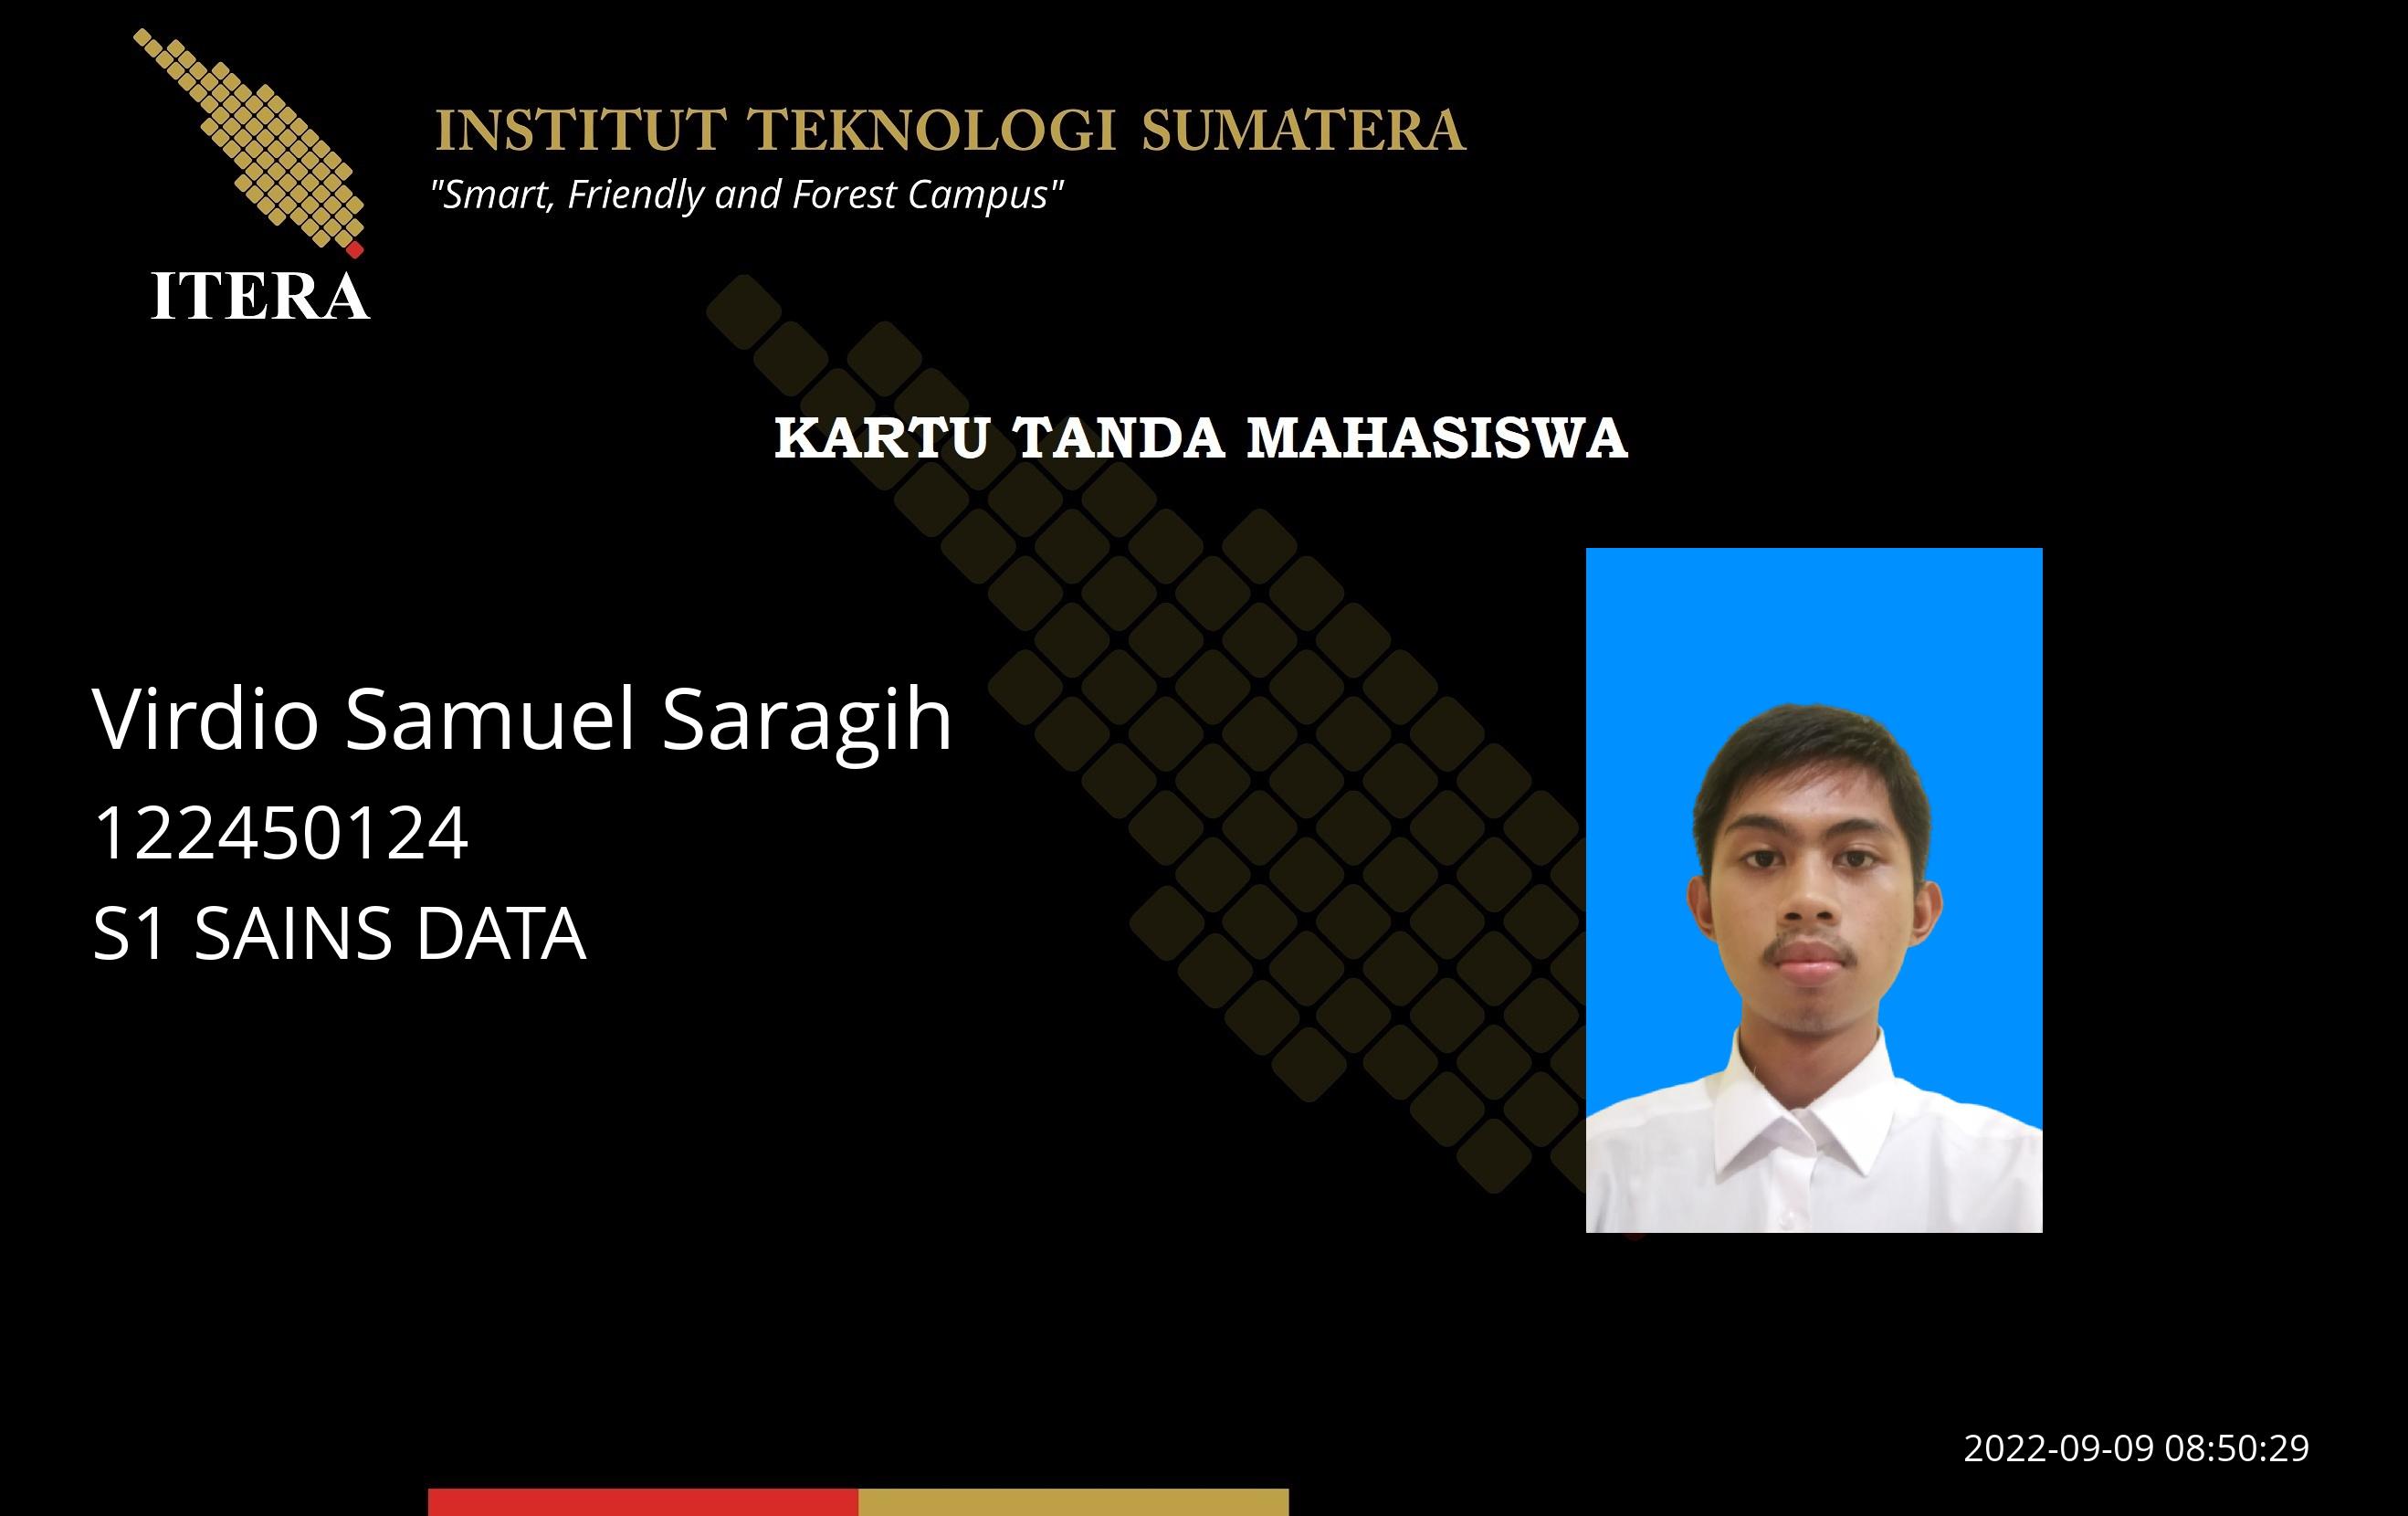 INSTITUT TEKNOLOGI SUMATERA
"Smart, Friendly and Forest Campus"
ITERA
KARTU TANDA MAHASISWA
Virdio Samuel Saragih
122450124
S1 SAINS DATA
2022-09-09 08:50:29